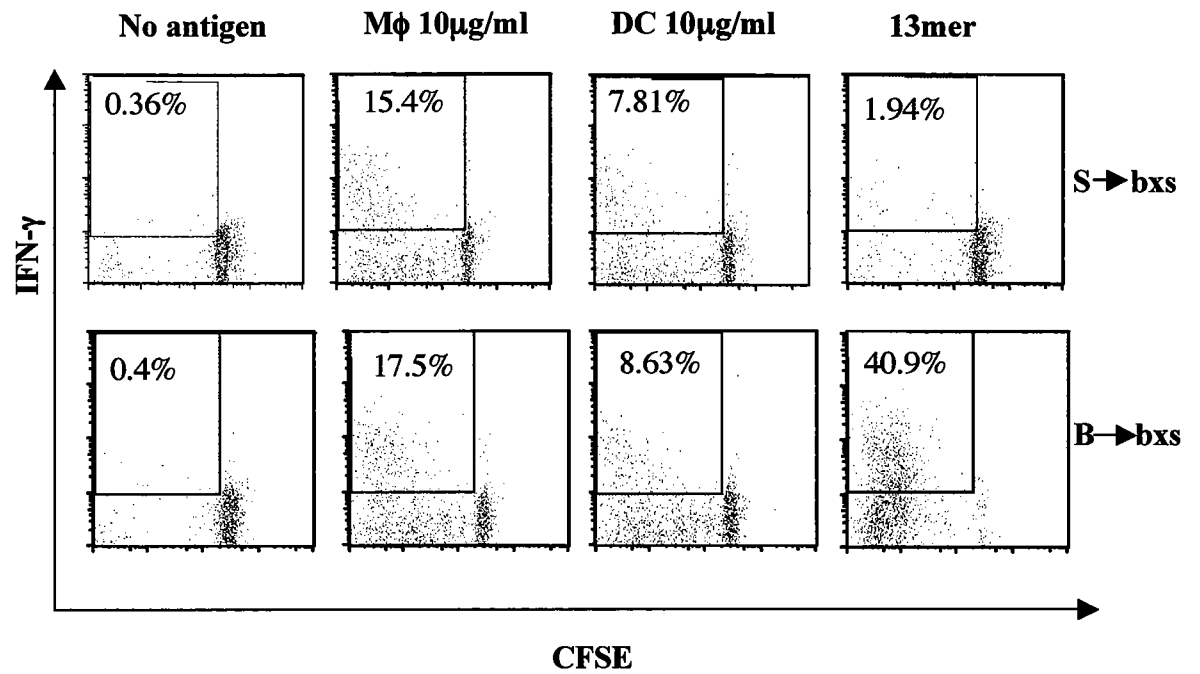 No antigen Mϕ 10μg/ml DC 10μg/ml 13mer
0.36% 15.4% 7.81% 1.94%
S→bxs
IFN-γ
0.4% 17.5% 8.63% 40.9%
B→bxs
CFSE